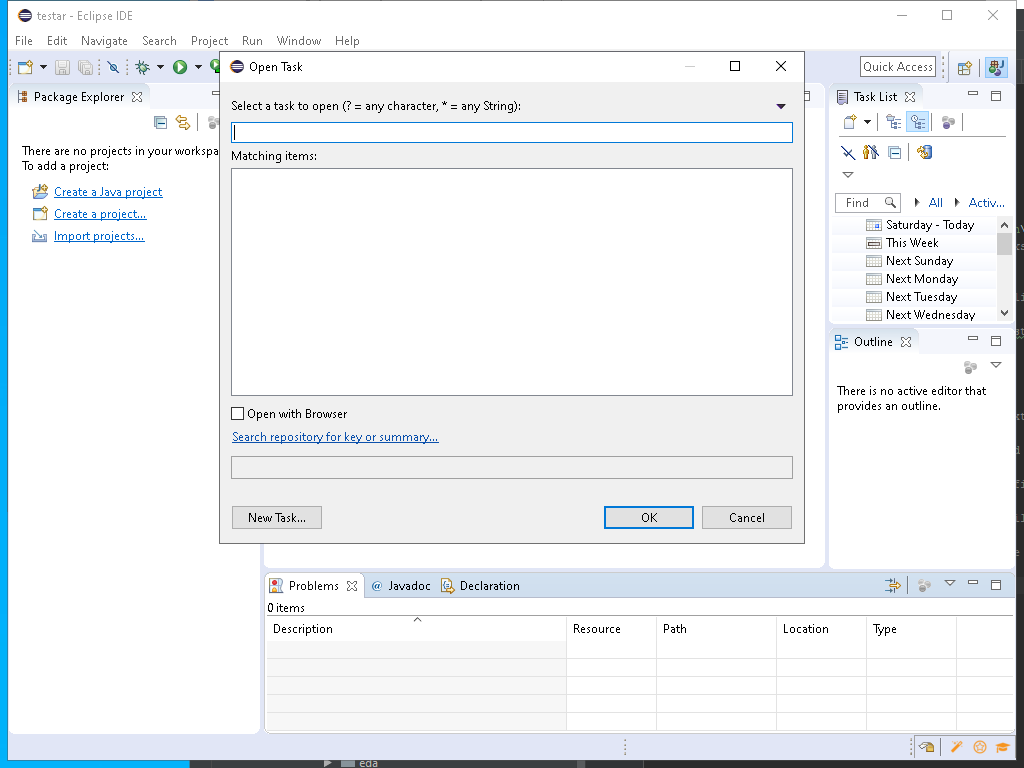 testar - Eclipse IDE
File Edit Navigate Search Project Run Window Help
Quick Access
Package Explorer
There are no projects in your workspa
To add a project:
Create a Java project
Create a project...
Import projects...
Open Task
Select a task to open (? = any character, * = any String):
Matching items:
Open with Browser
Search repository for key or summary...
New Task...
OK
Cancel
Task List
Find
All
Activ...
Saturday - Today
This Week
Next Sunday
Next Monday
Next Tuesday
Next Wednesday
Outline
There is no active editor that
provides an outline.
Problems
@ Javadoc
Declaration
0 items
Description Resource Path Location Type
eda